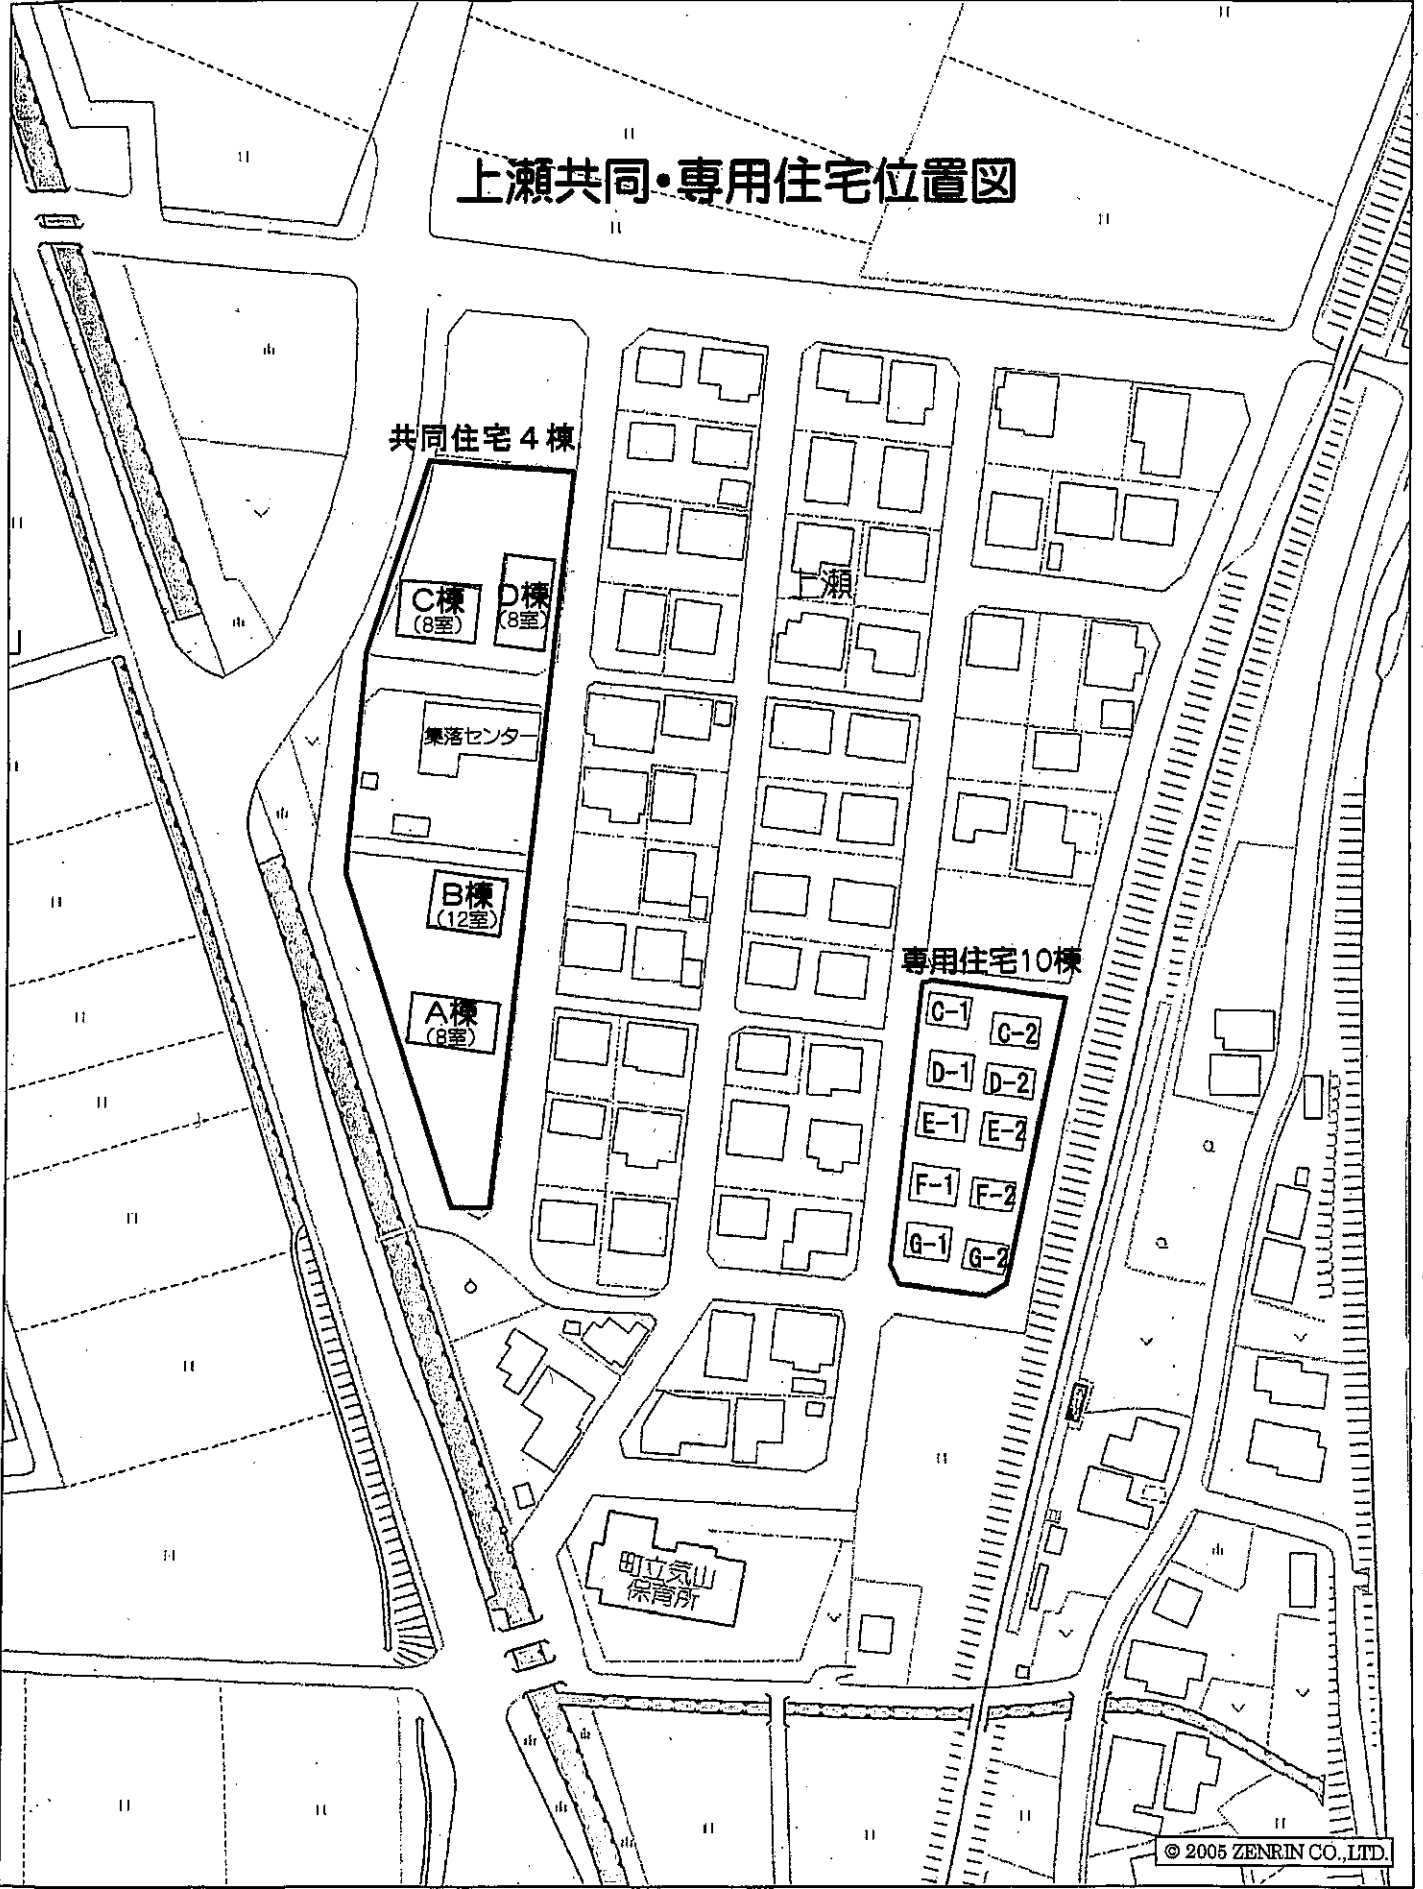 上瀬共同・専用住宅位置図
共同住宅4棟
C棟
(8室)
D棟
(8室)
上瀬
集落センター
B棟
(12室)
A棟
(8室)
専用住宅10棟
C-1
C-2
D-1
D-2
E-1
E-2
F-1
F-2
G-1
G-2
町立気山
保育所
© 2005 ZENRIN CO.,LTD.